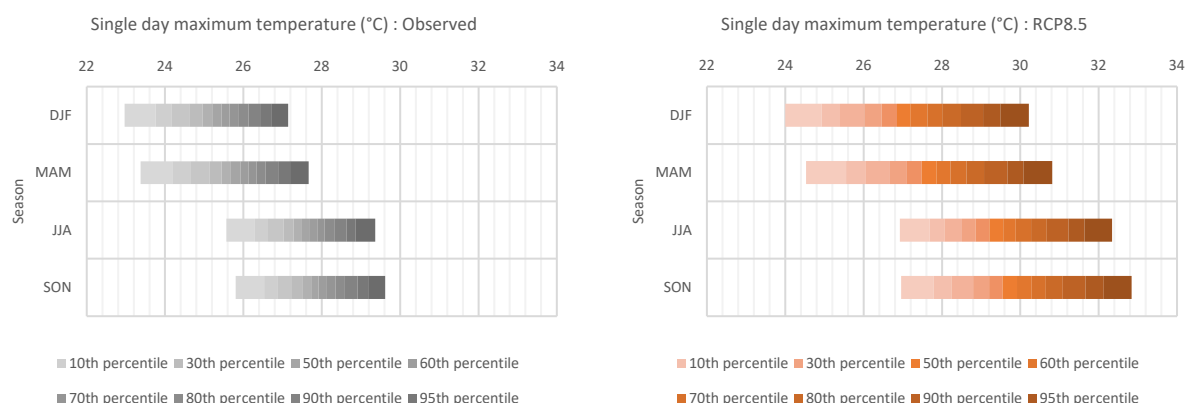 Single day maximum temperature (°C) : Observed
22 24 26 28 30 32 34
DJF
MAM
JJA
SON
Season
10th percentile 30th percentile 50th percentile 60th percentile
70th percentile 80th percentile 90th percentile 95th percentile
Single day maximum temperature (°C) : RCP8.5
22 24 26 28 30 32 34
DJF
MAM
JJA
SON
Season
10th percentile 30th percentile 50th percentile 60th percentile
70th percentile 80th percentile 90th percentile 95th percentile